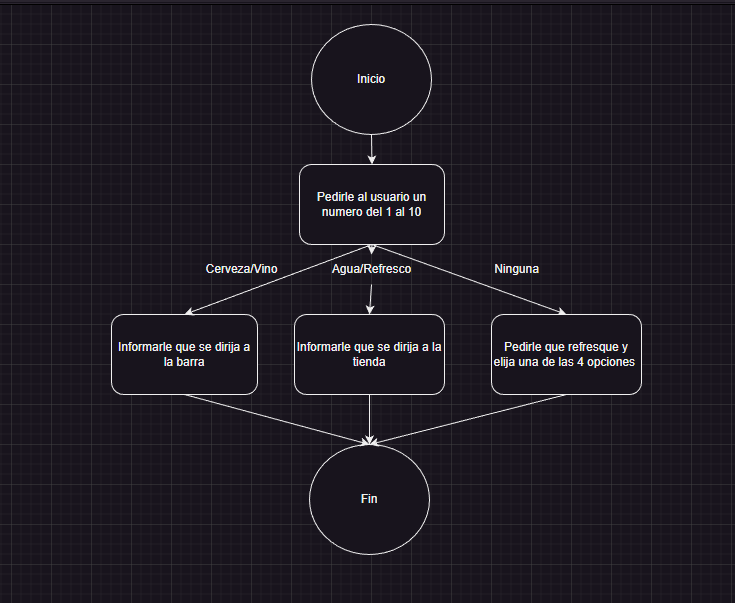 Inicio
Pedirle al usuario un
numero del 1 al 10
Cerveza/Vino
Agua/Refresco
Ninguna
Informarle que se dirija a
la barra
Informarle que se dirija a la
tienda
Pedirle que refresque y
elija una de las 4 opciones
Fin